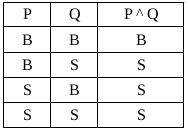 P Q P ^ Q
B B B
B S S
S B S
S S S